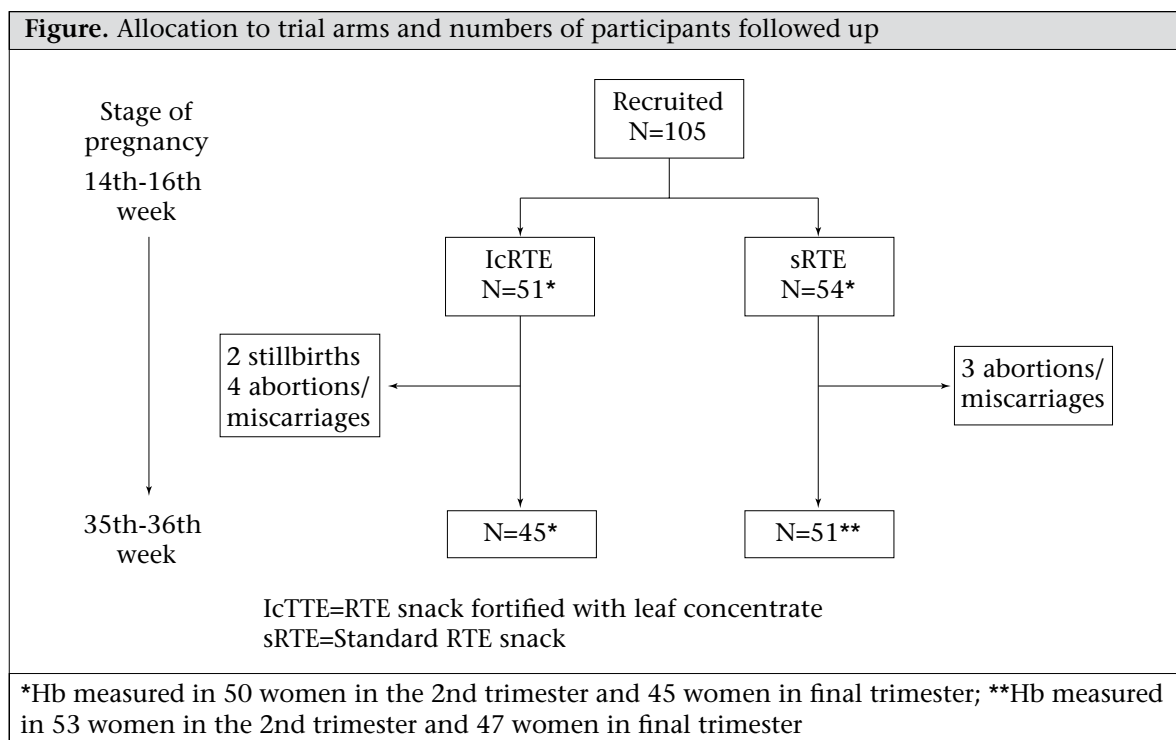 Figure. Allocation to trial arms and numbers of participants followed up
Stage of
pregnancy
14th-16th
week
Recruited
N=105
IcRTE
N=51*
sRTE
N=54*
2 stillbirths
4 abortions/
miscarriages
3 abortions/
miscarriages
35th-36th
week
N=45*
N=51**
IcTTE=RTE snack fortified with leaf concentrate
sRTE=Standard RTE snack
*Hb measured in 50 women in the 2nd trimester and 45 women in final trimester; **Hb measured
in 53 women in the 2nd trimester and 47 women in final trimester